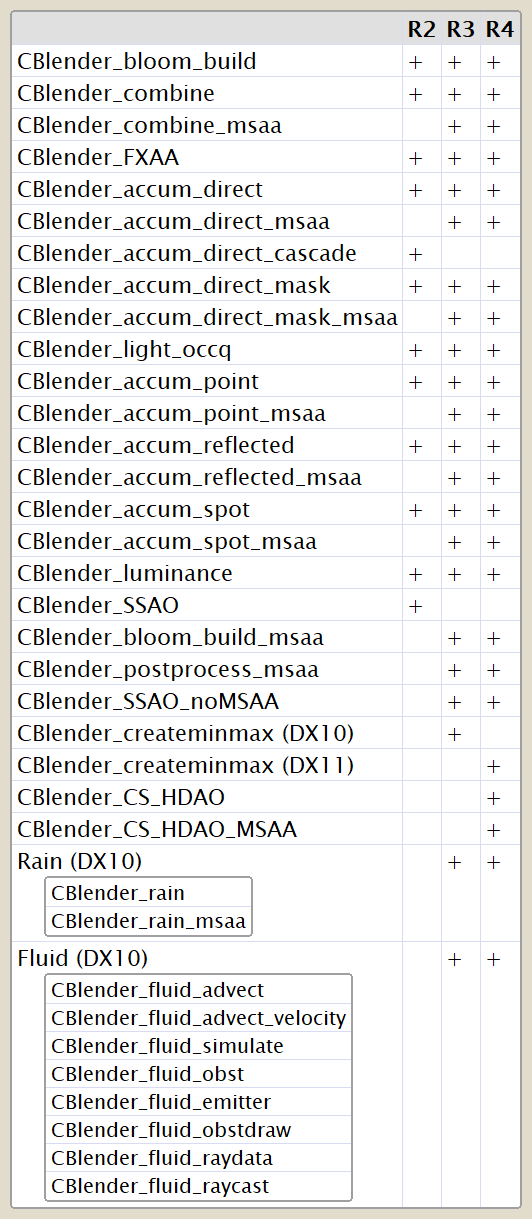 R2 R3 R4
CBlender_bloom_build + + +
CBlender_combine + + +
CBlender_combine_msaa + +
CBlender_FXAA + + +
CBlender_accum_direct + + +
CBlender_accum_direct_msaa + +
CBlender_accum_direct_cascade +
CBlender_accum_direct_mask + + +
CBlender_accum_direct_mask_msaa + +
CBlender_light_occq + + +
CBlender_accum_point + + +
CBlender_accum_point_msaa + +
CBlender_accum_reflected + + +
CBlender_accum_reflected_msaa + +
CBlender_accum_spot + + +
CBlender_accum_spot_msaa + +
CBlender_luminance + + +
CBlender_SSAO +
CBlender_bloom_build_msaa + +
CBlender_postprocess_msaa + +
CBlender_SSAO_noMSAA + +
CBlender_createminmax (DX10) +
CBlender_createminmax (DX11) +
CBlender_CS_HDAO +
CBlender_CS_HDAO_MSAA +
Rain (DX10) + +
CBlender_rain
CBlender_rain_msaa
Fluid (DX10) + +
CBlender_fluid_advect
CBlender_fluid_advect_velocity
CBlender_fluid_simulate
CBlender_fluid_obst
CBlender_fluid_emitter
CBlender_fluid_obstdraw
CBlender_fluid_raydata
CBlender_fluid_raycast